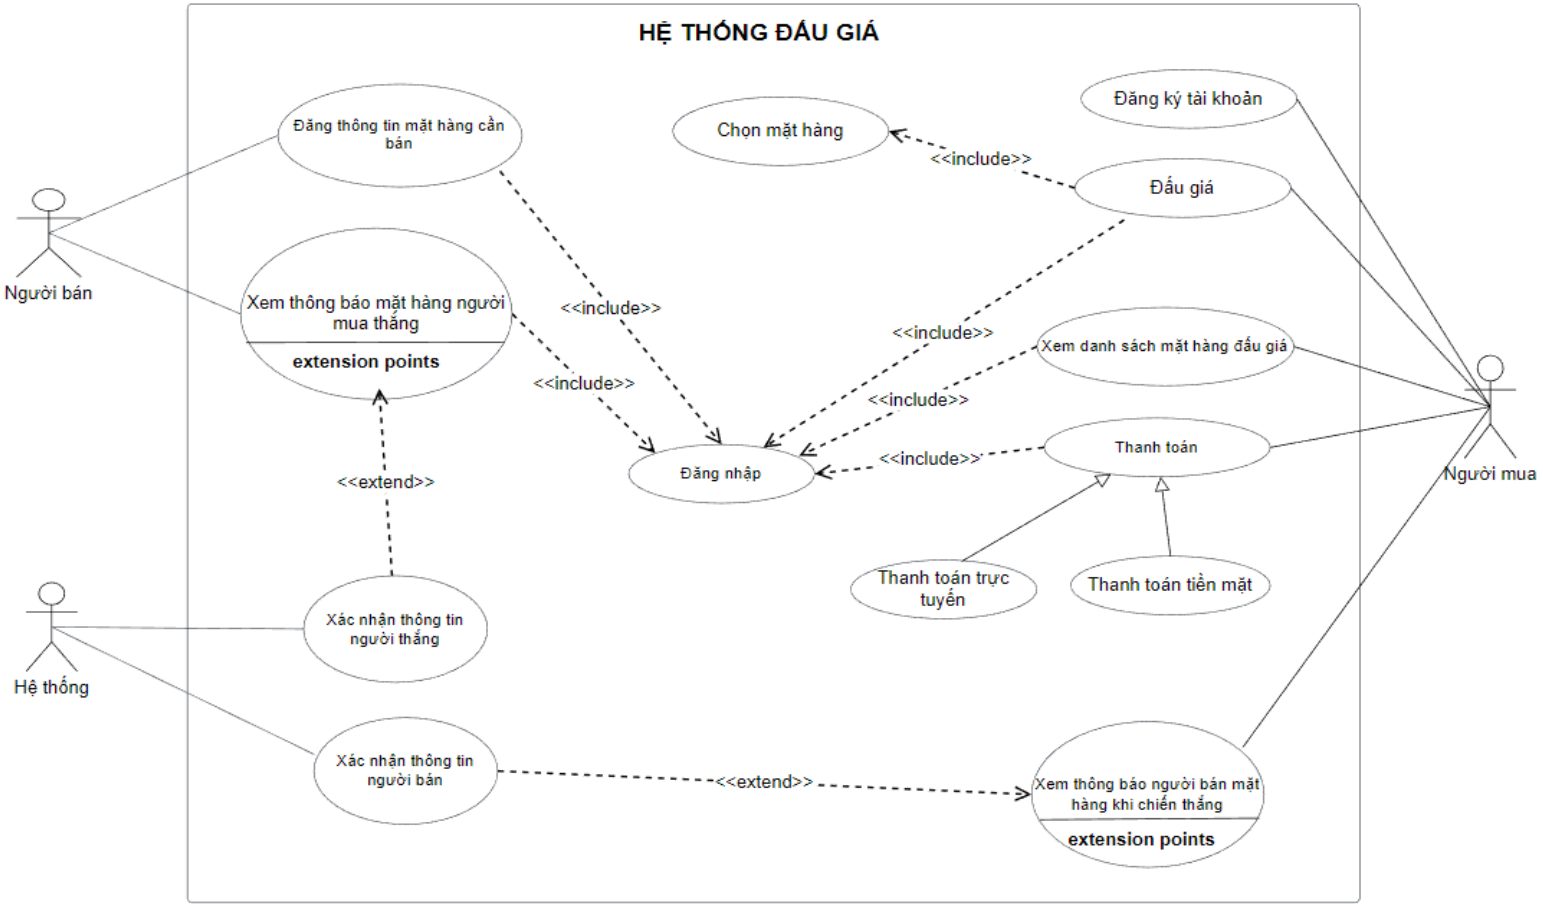 HỆ THỐNG ĐẤU GIÁ
Đăng ký tài khoản
Đăng thông tin mặt hàng cần
bán
Chọn mặt hàng
<<include>>
Đấu giá
Người bán
Xem thông báo mặt hàng người
mua thắng
extension points
<<include>>
<<include>>
Xem danh sách mặt hàng đấu giá
<<include>>
<<include>>
Thanh toán
<<include>>
Đăng nhập
Người mua
<<extend>>
Thanh toán trực
tuyến
Thanh toán tiền mặt
Xác nhận thông tin
người thắng
Hệ thống
Xác nhận thông tin
người bán
<<extend>>
Xem thông báo người bán mặt
hàng khi chiến thắng
extension points